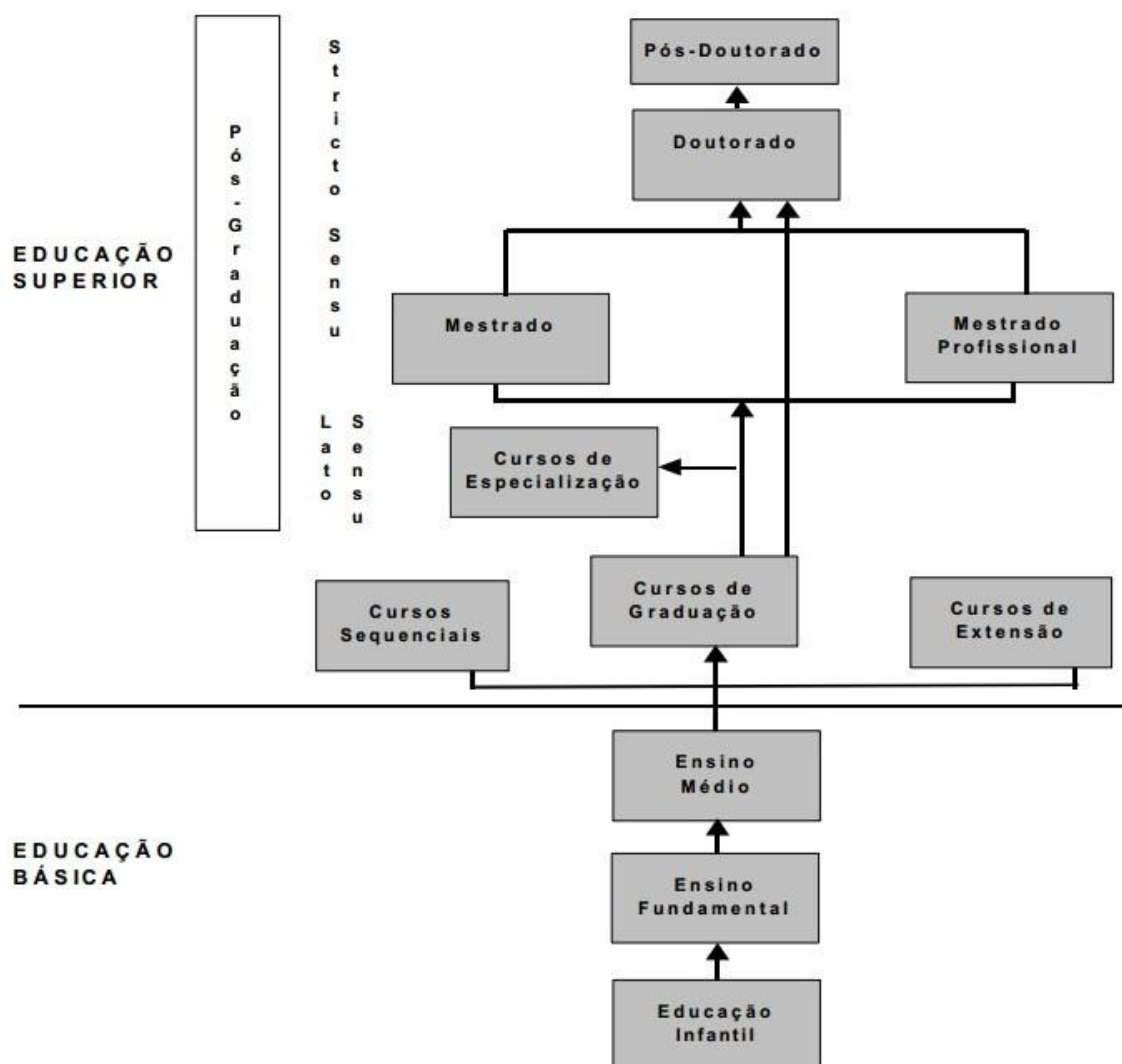 Pós-Doutorado
Doutorado
Stricto Sensu
Pós-Graduação
EDUCAÇÃO
SUPERIOR
Mestrado
Mestrado
Profissional
Lato
Sensu
Cursos de
Especialização
Cursos
Sequenciais
Cursos de
Graduação
Cursos de
Extensão
Ensino
Médio
EDUCAÇÃO
BÁSICA
Ensino
Fundamental
Educação
Infantil